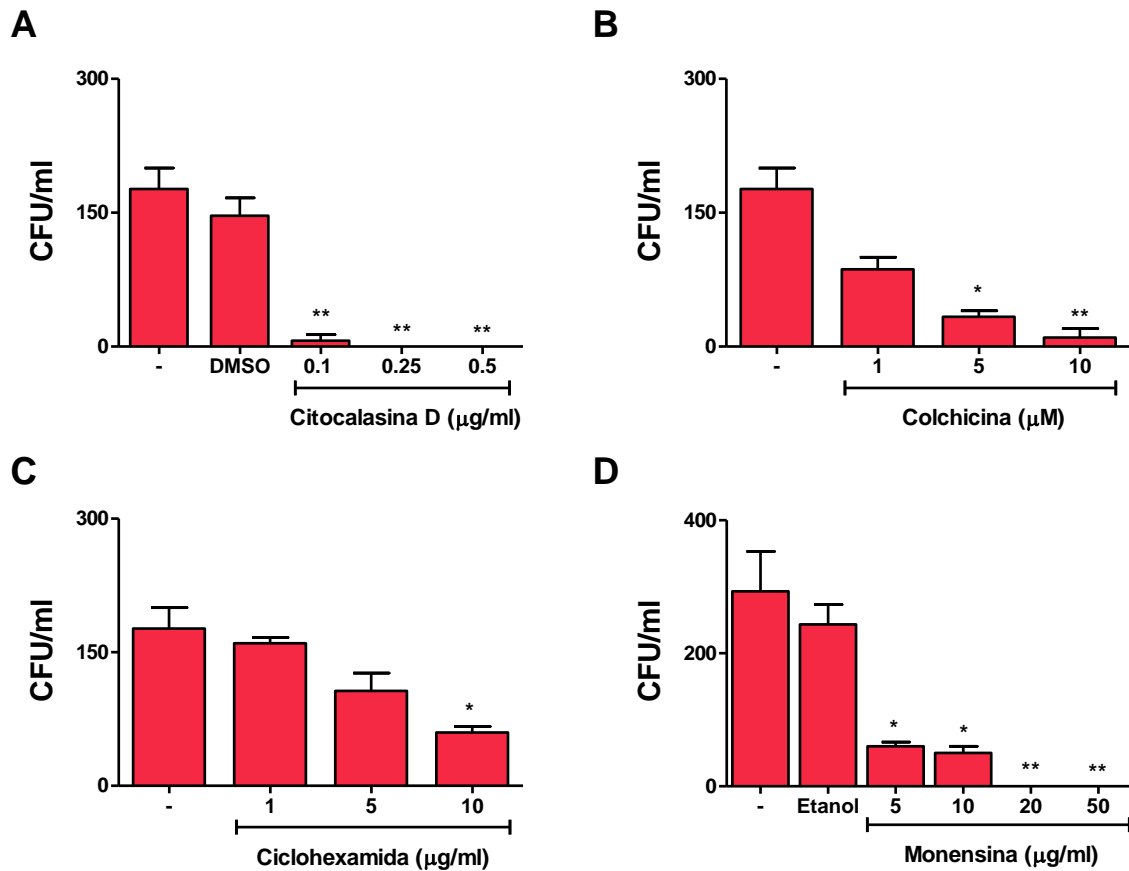 A
300
150
0
CFU/ml
**
**
**
- DMSO 0.1 0.25 0.5
Citocalasina D (μg/ml)
B
300
150
0
CFU/ml
*
**
- 1 5 10
Colchicina (μM)
C
300
150
0
CFU/ml
*
- 1 5 10
Ciclohexamida (μg/ml)
D
400
200
0
CFU/ml
*
*
**
**
- Etanol 5 10 20 50
Monensina (μg/ml)